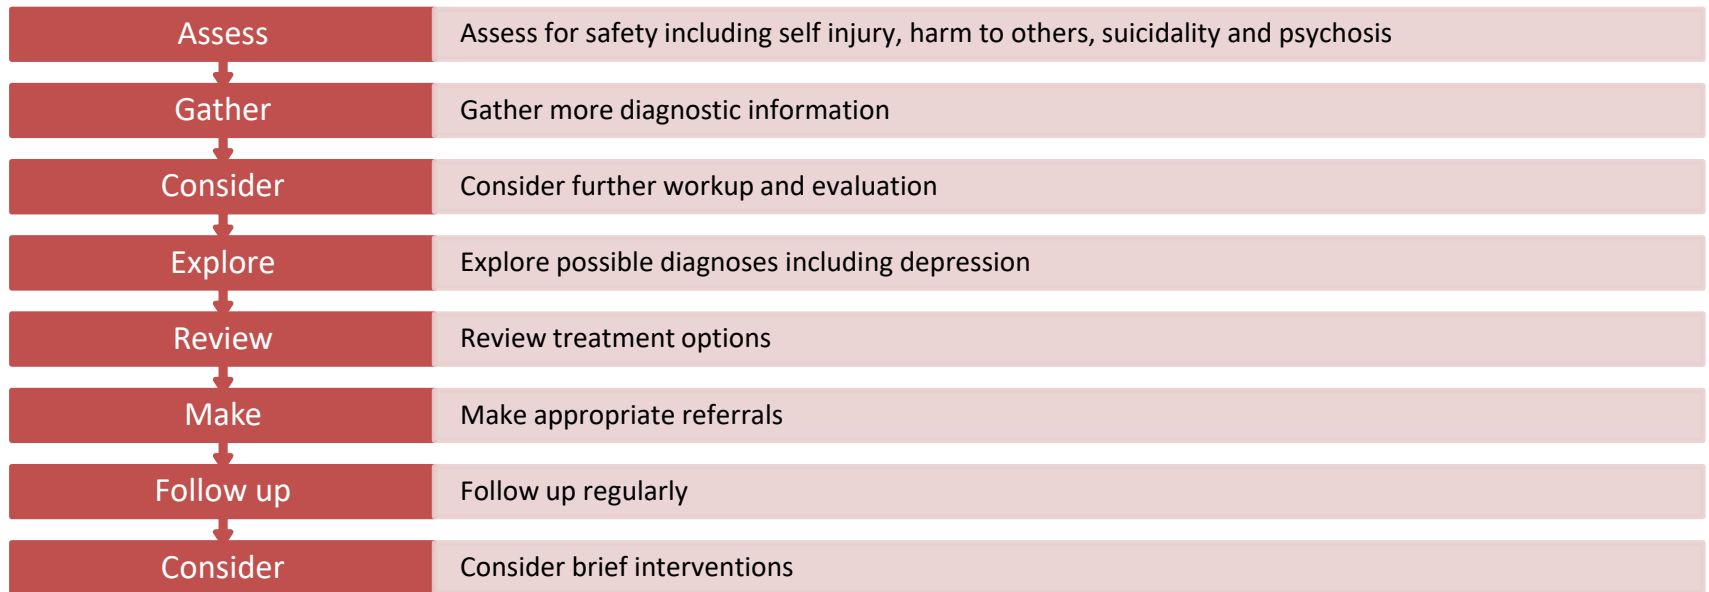 Assess
Assess for safety including self injury, harm to others, suicidality and psychosis
Gather
Gather more diagnostic information
Consider
Consider further workup and evaluation
Explore
Explore possible diagnoses including depression
Review
Review treatment options
Make
Make appropriate referrals
Follow up
Follow up regularly
Consider
Consider brief interventions